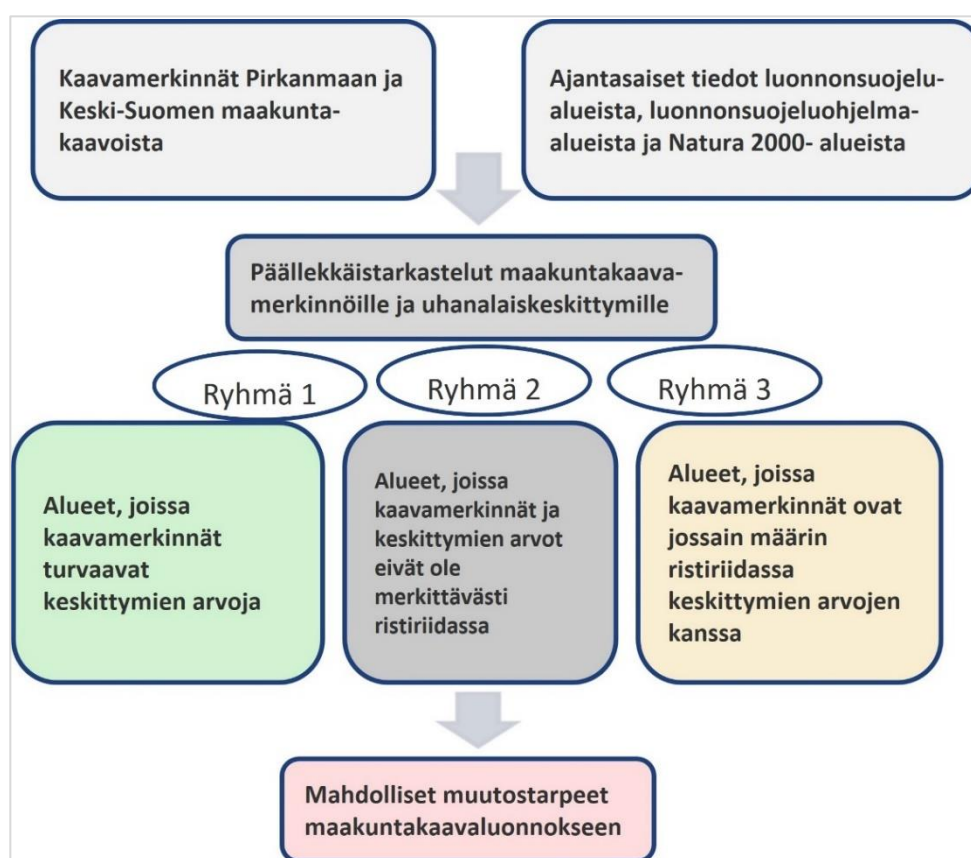 Kaavamerkinnät Pirkanmaan ja
Keski-Suomen maakunta-
kaavoista
Ajantasaiset tiedot luonnonsuojelu-
alueista, luonnonsuojeluohjelma-
alueista ja Natura 2000- alueista
Päällekkäistarkastelut maakuntakaava-
merkinnöille ja uhanalaiskeskittymille
Ryhmä 1
Ryhmä 2
Ryhmä 3
Alueet, joissa
kaavamerkinnät
turvaavat
keskittymien arvoja
Alueet, joissa
kaavamerkinnät ja
keskittymien arvot
eivät ole
merkittävästi
ristiriidassa
Alueet, joissa
kaavamerkinnät ovat
jossain määrin
ristiriidassa
keskittymien arvojen
kanssa
Mahdolliset muutostarpeet
maakuntakaavaluonnokseen